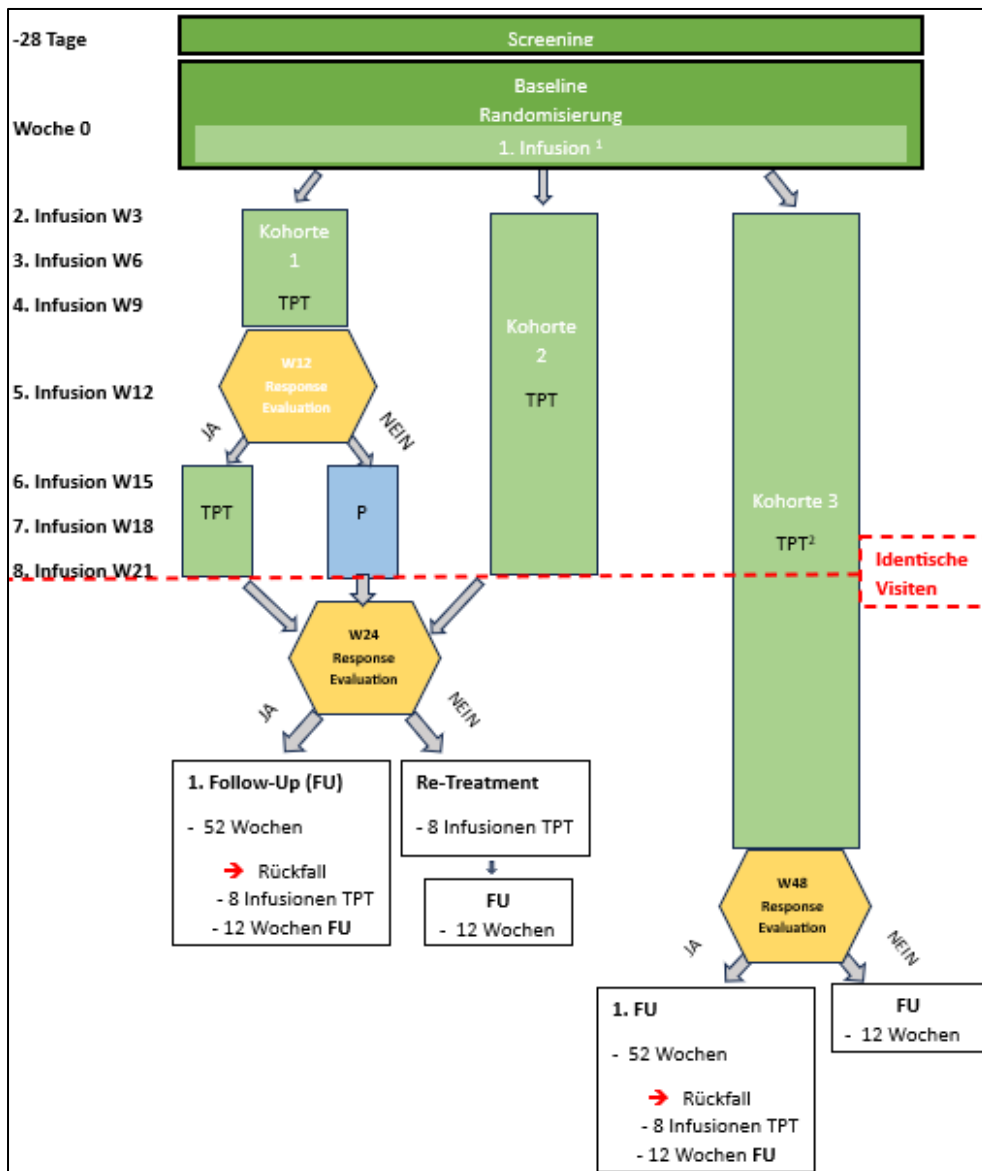 -28 Tage
Screening
Woche 0
Baseline
Randomisierung
1. Infusion ¹
2. Infusion W3
3. Infusion W6
4. Infusion W9
5. Infusion W12
6. Infusion W15
7. Infusion W18
8. Infusion W21
Kohorte
1
TPT
W12
Response
Evaluation
JA
NEIN
TPT
P
Kohorte
2
TPT
Kohorte 3
TPT²
Identische
Visiten
W24
Response
Evaluation
JA
NEIN
1. Follow-Up (FU)
- 52 Wochen
➔ Rückfall
- 8 Infusionen TPT
- 12 Wochen FU
Re-Treatment
- 8 Infusionen TPT
FU
- 12 Wochen
W48
Response
Evaluation
JA
NEIN
1. FU
- 52 Wochen
➔ Rückfall
- 8 Infusionen TPT
- 12 Wochen FU
FU
- 12 Wochen